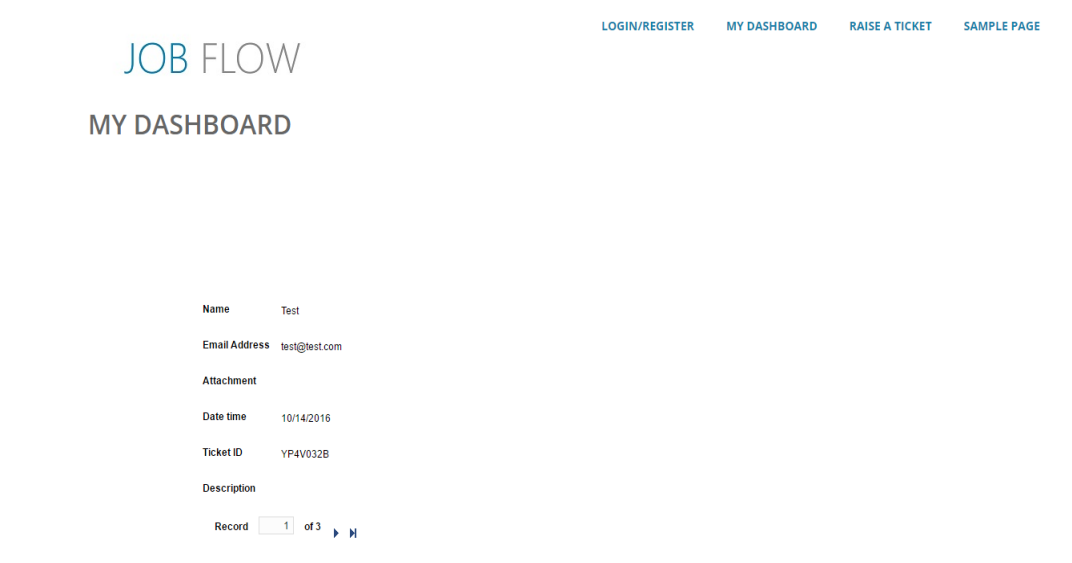 LOGIN/REGISTER MY DASHBOARD RAISE A TICKET SAMPLE PAGE
JOB FLOW
MY DASHBOARD
Name Test
Email Address test@test.com
Attachment
Date time 10/14/2016
Ticket ID YP4V032B
Description
Record 1 of 3